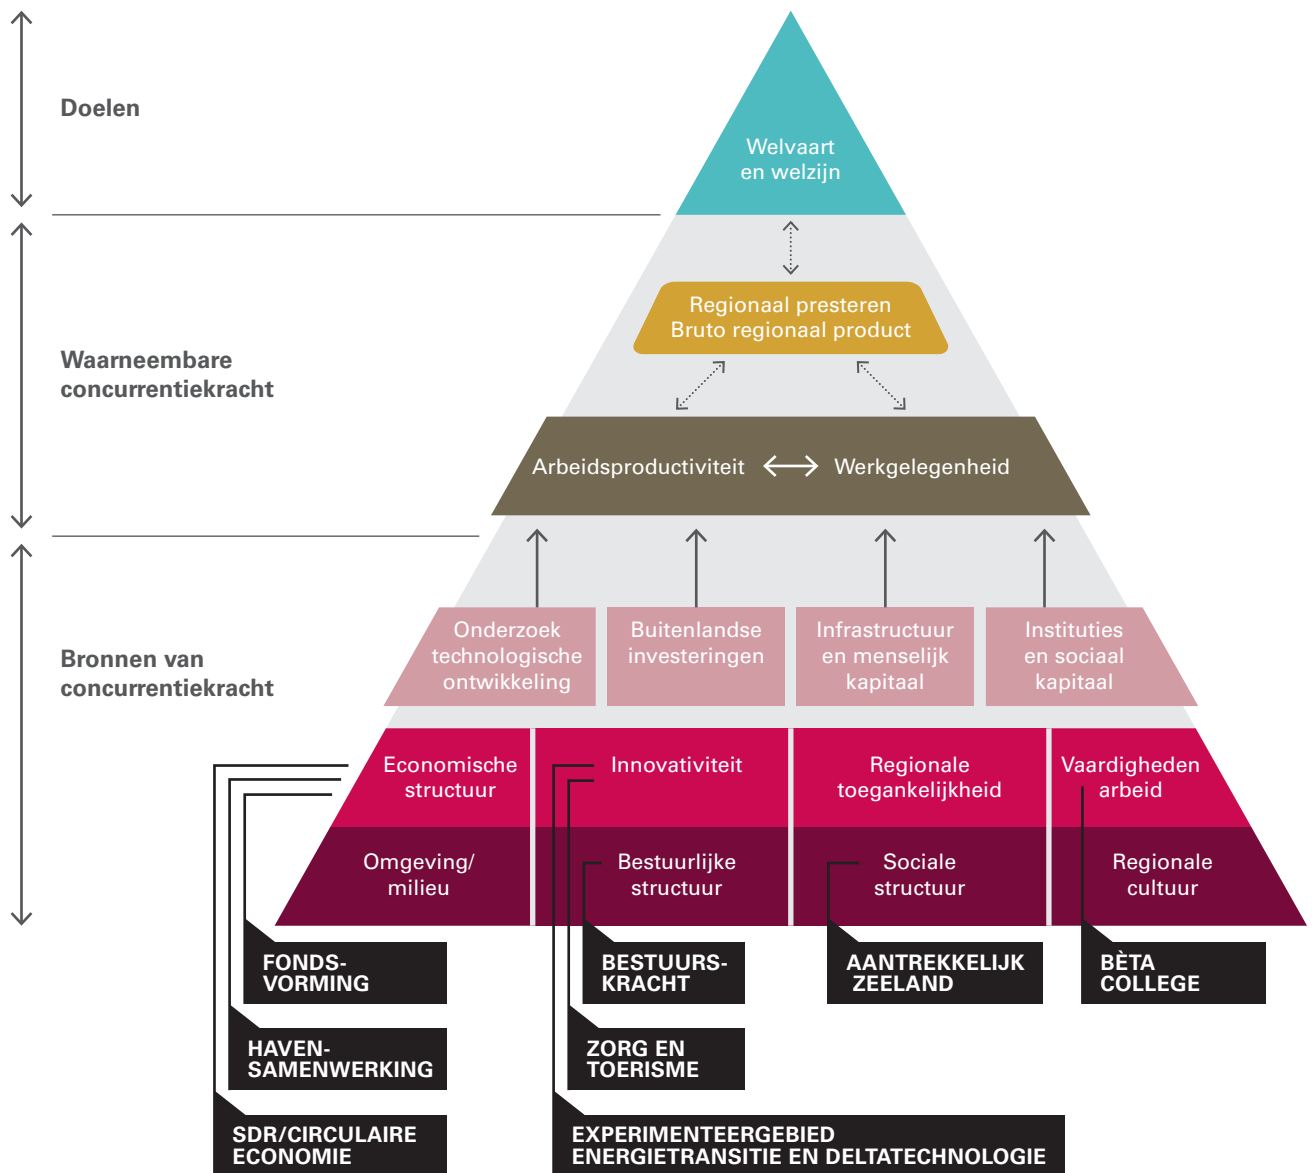 Doelen
Welvaart
en welzijn
Waarneembare
concurrentiekracht
Regionaal presteren
Bruto regionaal product
Arbeidsproductiviteit
Werkgelegenheid
Bronnen van
concurrentiekracht
Onderzoek
technologische
ontwikkeling
Buitenlandse
investeringen
Infrastructuur
en menselijk
kapitaal
Instituties
en sociaal
kapitaal
Economische
structuur
Innovativiteit
Regionale
toegankelijkheid
Vaardigheden
arbeid
Omgeving/
milieu
Bestuurlijke
structuur
Sociale
structuur
Regionale
cultuur
FONDS-
VORMING
BESTUURS-
KRACHT
AANTREKKELIJK
ZEELAND
BÈTA
COLLEGE
HAVEN-
SAMENWERKING
ZORG EN
TOERISME
SDR/CIRCULAIRE
ECONOMIE
EXPERIMENTEERGEBIED
ENERGIETRANSITIE EN DELTATECHNOLOGIE